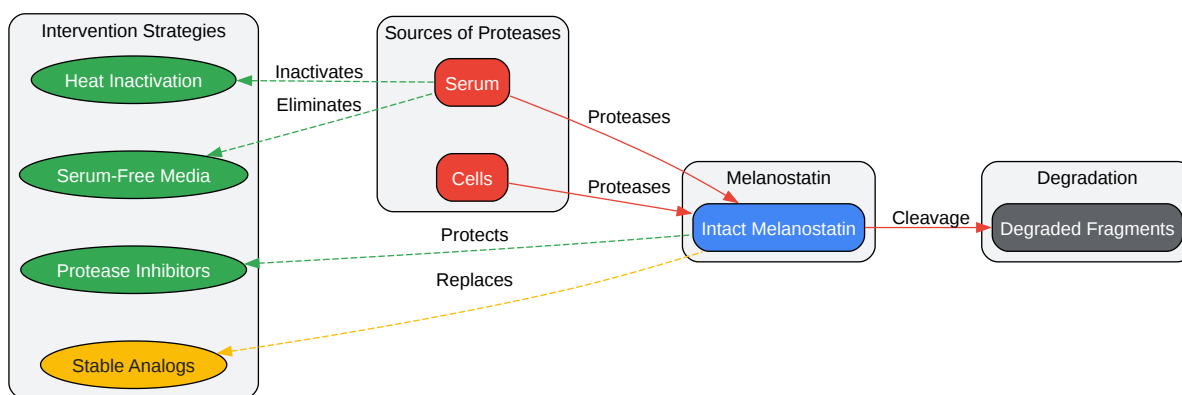 Intervention Strategies
Heat Inactivation
Serum-Free Media
Protease Inhibitors
Stable Analogs
Inactivates
Eliminates
Protects
Replaces
Sources of Proteases
Serum
Cells
Proteases
Proteases
Melanostatin
Intact Melanostatin
Cleavage
Degradation
Degraded Fragments